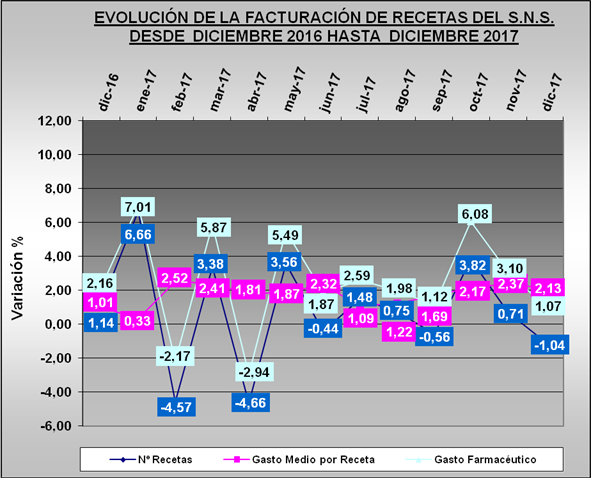 EVOLUCIÓN DE LA FACTURACIÓN DE RECETAS DEL S.N.S.
DESDE DICIEMBRE 2016 HASTA DICIEMBRE 2017
dic-16 ene-17 feb-17 mar-17 abr-17 may-17 jun-17 jul-17 ago-17 sep-17 oct-17 nov-17 dic-17
Variación %
12,00
10,00
8,00
6,00
4,00
2,00
0,00
-2,00
-4,00
-6,00
2,16 7,01 -2,17 5,87 -2,94 5,49 1,87 2,59 1,98 1,12 6,08 3,10 1,07
1,01 0,33 2,52 2,41 1,81 1,87 2,32 1,09 1,22 1,69 2,17 2,37 2,13
1,14 6,66 -4,57 3,38 -4,66 3,56 -0,44 1,48 0,75 -0,56 3,82 0,71 -1,04
Nº Recetas Gasto Medio por Receta Gasto Farmacéutico